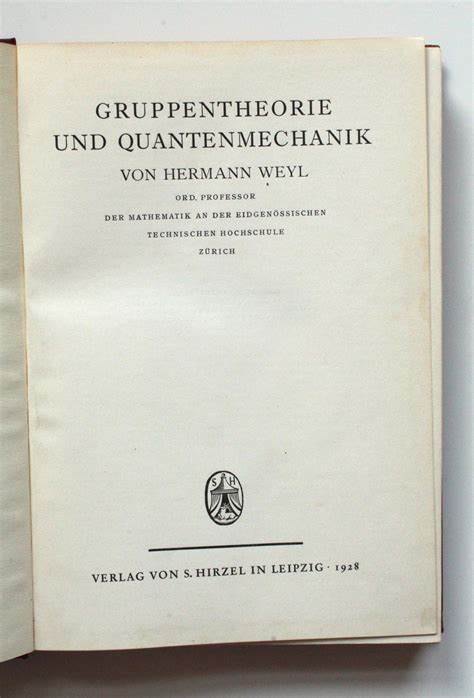 GRUPPENTHEORIE
UND QUANTENMECHANIK
VON HERMANN WEYL
ORD. PROFESSOR
DER MATHEMATIK AN DER EIDGENÖSSISCHEN
TECHNISCHEN HOCHSCHULE
ZÜRICH
S H
VERLAG VON S. HIRZEL IN LEIPZIG · 1928